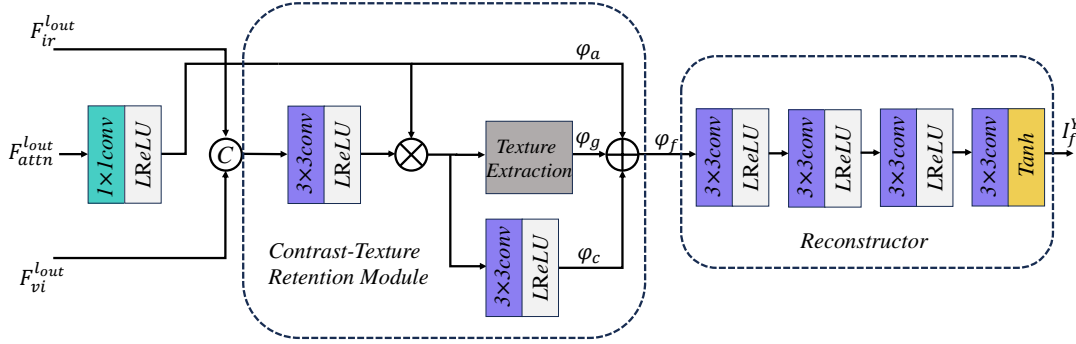 F_{ir}^{l_{out}}
F_{attn}^{l_{out}}
F_{vi}^{l_{out}}
1×1conv
LReLU
C
3×3conv
LReLU
φ_a
Texture
Extraction
φ_g
3×3conv
LReLU
φ_c
Contrast-Texture
Retention Module
φ_f
3×3conv
LReLU
3×3conv
LReLU
3×3conv
LReLU
3×3conv
Tanh
Reconstructor
I_f^Y